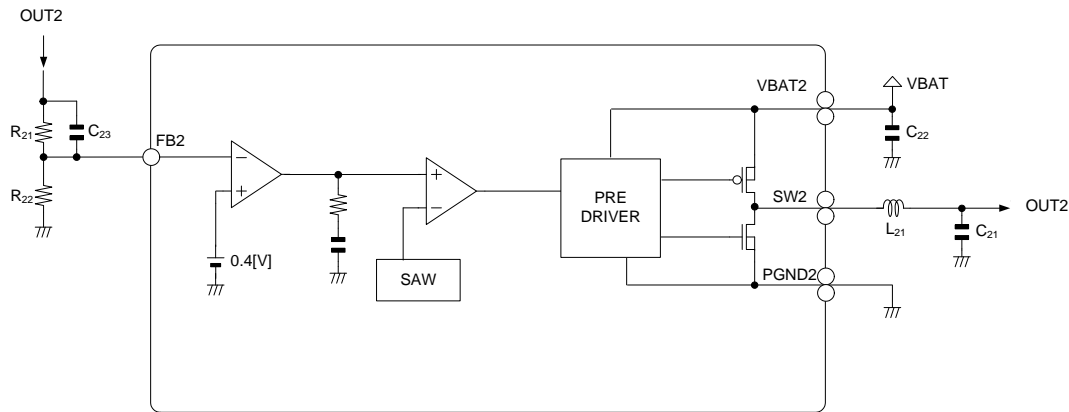 OUT2
VBAT
VBAT2
R21
C23
C22
FB2
R22
PRE
DRIVER
SW2
OUT2
L21
C21
0.4[V]
SAW
PGND2